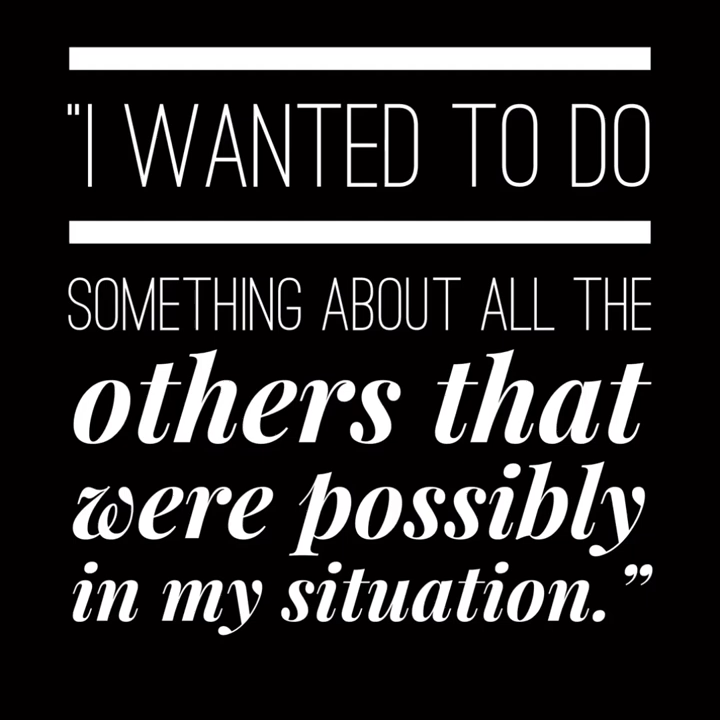 "I WANTED TO DO
SOMETHING ABOUT ALL THE
others that
were possibly
in my situation.”